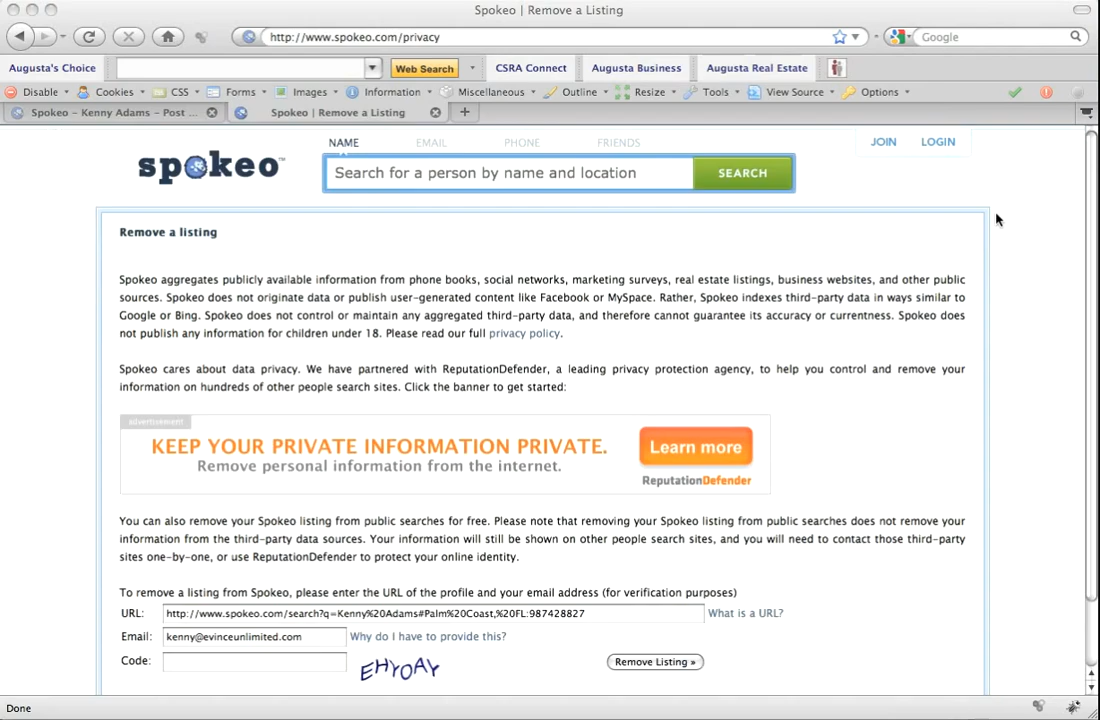 Spokeo | Remove a Listing
http://www.spokeo.com/privacy
Google
Augusta's Choice Web Search CSRA Connect Augusta Business Augusta Real Estate
Disable Cookies CSS Forms Images Information Miscellaneous Outline Resize Tools View Source Options
Spokeo - Kenny Adams - Post ... Spokeo | Remove a Listing
NAME EMAIL PHONE FRIENDS JOIN LOGIN
spokeo™ Search for a person by name and location SEARCH
Remove a listing
Spokeo aggregates publicly available information from phone books, social networks, marketing surveys, real estate listings, business websites, and other public
sources. Spokeo does not originate data or publish user-generated content like Facebook or MySpace. Rather, Spokeo indexes third-party data in ways similar to
Google or Bing. Spokeo does not control or maintain any aggregated third-party data, and therefore cannot guarantee its accuracy or currentness. Spokeo does
not publish any information for children under 18. Please read our full privacy policy.
Spokeo cares about data privacy. We have partnered with ReputationDefender, a leading privacy protection agency, to help you control and remove your
information on hundreds of other people search sites. Click the banner to get started:
advertisement
KEEP YOUR PRIVATE INFORMATION PRIVATE.
Remove personal information from the internet.
Learn more
ReputationDefender
You can also remove your Spokeo listing from public searches for free. Please note that removing your Spokeo listing from public searches does not remove your
information from the third-party data sources. Your information will still be shown on other people search sites, and you will need to contact those third-party
sites one-by-one, or use ReputationDefender to protect your online identity.
To remove a listing from Spokeo, please enter the URL of the profile and your email address (for verification purposes)
URL: http://www.spokeo.com/search?q=Kenny%20Adams#Palm%20Coast,%20FL:987428827 What is a URL?
Email: kenny@evinceunlimited.com Why do I have to provide this?
Code: EHYOAY Remove Listing »
Done